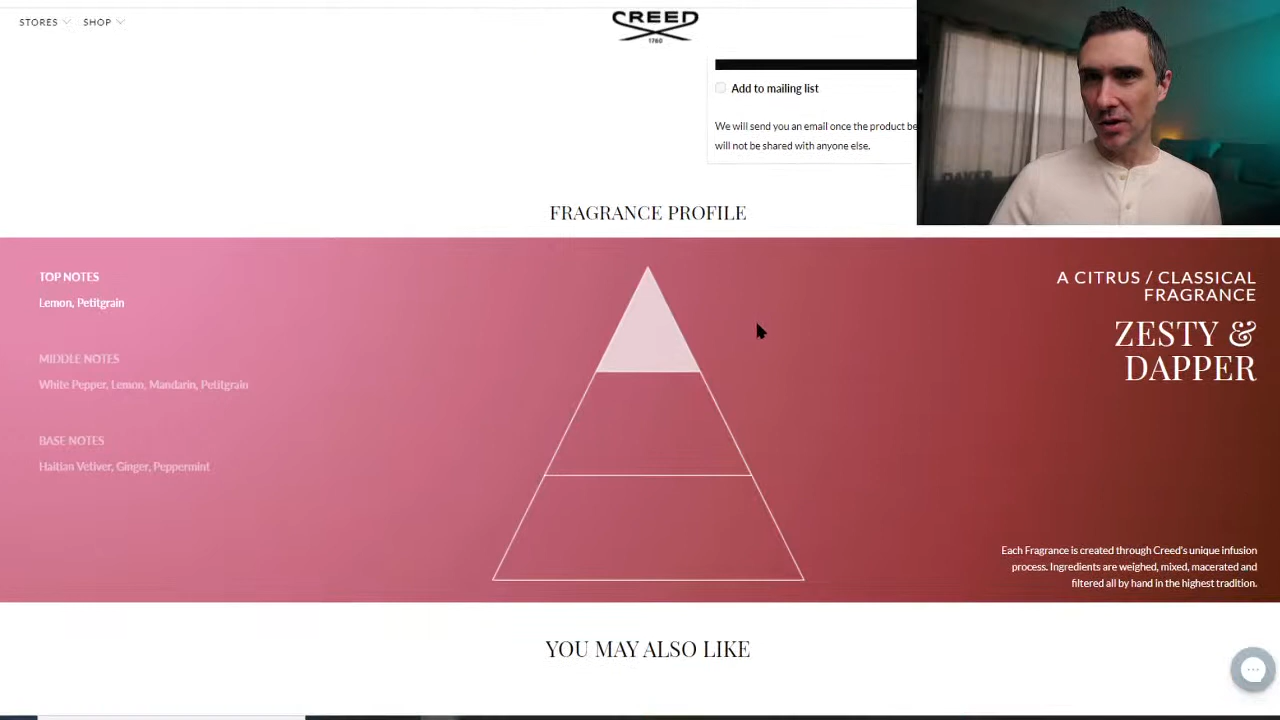 STORES
SHOP
CREED
1760
Add to mailing list
We will send you an email once the product be
will not be shared with anyone else.
FRAGRANCE PROFILE
TOP NOTES
Lemon, Petitgrain
MIDDLE NOTES
White Pepper, Lemon, Mandarin, Petitgrain
BASE NOTES
Haitian Vetiver, Ginger, Peppermint
A CITRUS / CLASSICAL
FRAGRANCE
ZESTY &
DAPPER
Each Fragrance is created through Creed's unique infusion
process. Ingredients are weighed, mixed, macerated and
filtered all by hand in the highest tradition.
YOU MAY ALSO LIKE